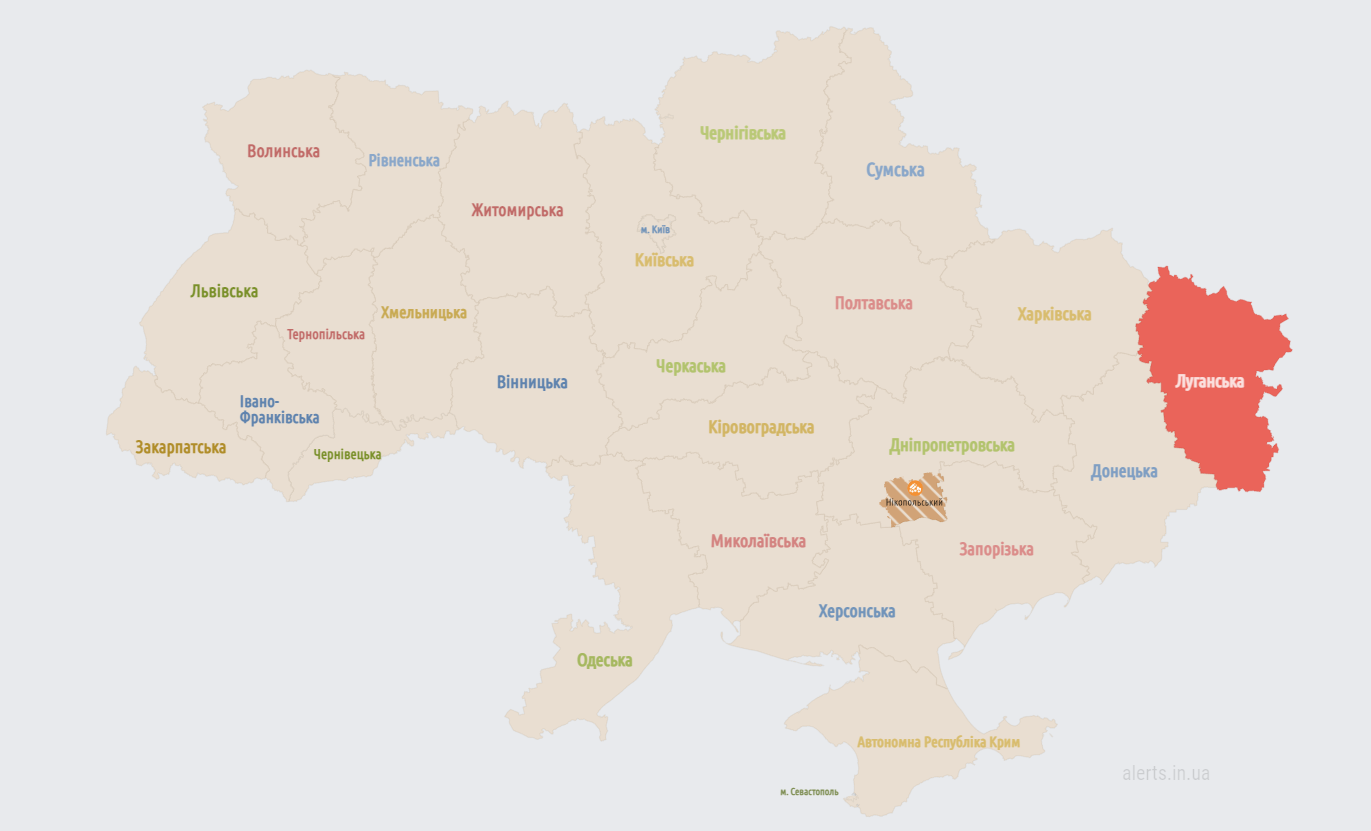 Чернігівська
Волинська
Рівненська
Сумська
Житомирська
м. Київ
Київська
Львівська
Полтавська
Хмельницька
Харківська
Тернопільська
Черкаська
Вінницька
Луганська
Івано-
Франківська
Кіровоградська
Закарпатська
Дніпропетровська
Чернівецька
Донецька
Нікопольський
Миколаївська
Запорізька
Херсонська
Одеська
Автономна Республіка Крим
alerts.in.ua
м. Севастополь